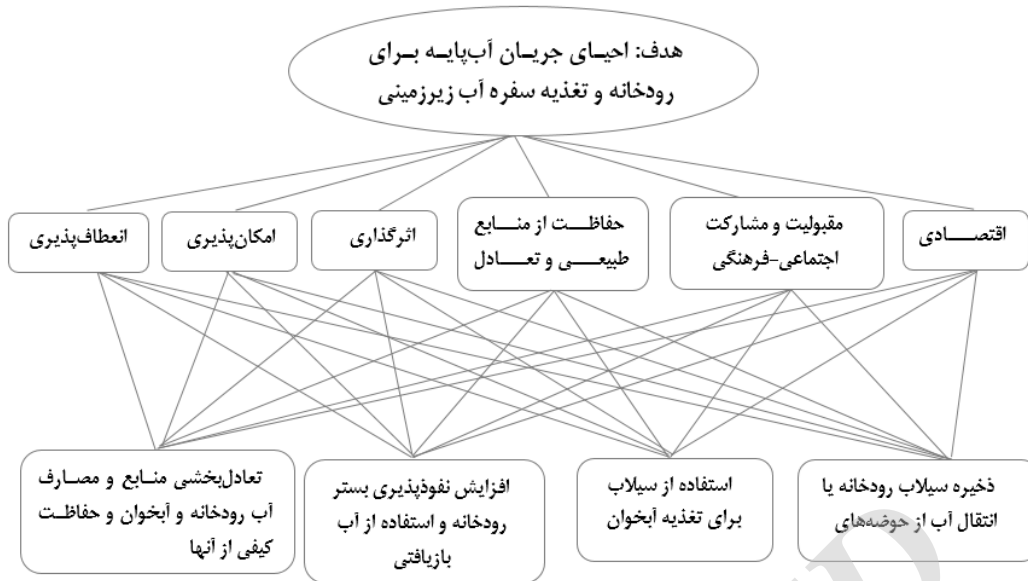 هدف: احیای جریان آب‌پایه برای
رودخانه و تغذیه سفره آب زیرزمینی
اقتصادی
مقبولیت و مشارکت
اجتماعی-فرهنگی
حفاظت از منابع
طبیعی و تعادل
اثرگذاری
امکان‌پذیری
انعطاف‌پذیری
ذخیره سیلاب رودخانه یا
انتقال آب از حوضه‌های
استفاده از سیلاب
برای تغذیه آبخوان
افزایش نفوذپذیری بستر
رودخانه و استفاده از آب
بازیافتی
تعادل‌بخشی منابع و مصارف
آب رودخانه و آبخوان و حفاظت
کیفی از آنها